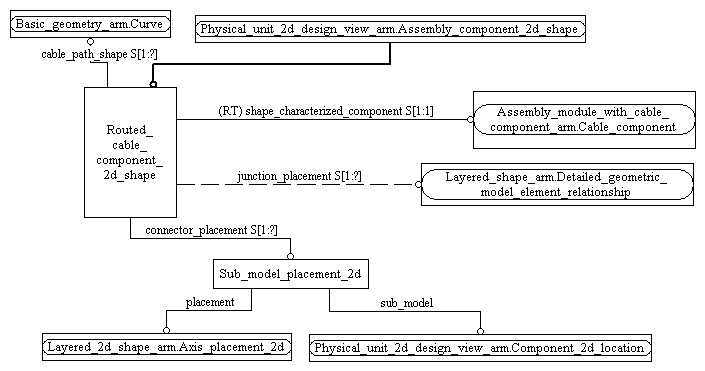 Basic_geometry_arm.Curve
Physical_unit_2d_design_view_arm.Assembly_component_2d_shape
cable_path_shape S[1:?]
(RT) shape_characterized_component S[1:1]
Assembly_module_with_cable_
component_arm.Cable_component
Routed_
cable_
component_
2d_shape
junction_placement S[1:?]
Layered_shape_arm.Detailed_geometric_
model_element_relationship
connector_placement S[1:?]
Sub_model_placement_2d
placement
sub_model
Layered_2d_shape_arm.Axis_placement_2d
Physical_unit_2d_design_view_arm.Component_2d_location